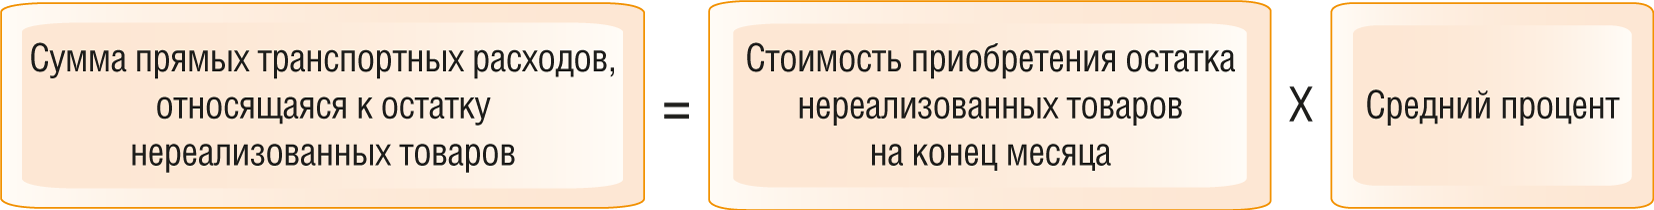 Сумма прямых транспортных расходов,
относящаяся к остатку
нереализованных товаров
=
Стоимость приобретения остатка
нереализованных товаров
на конец месяца
X
Средний процент